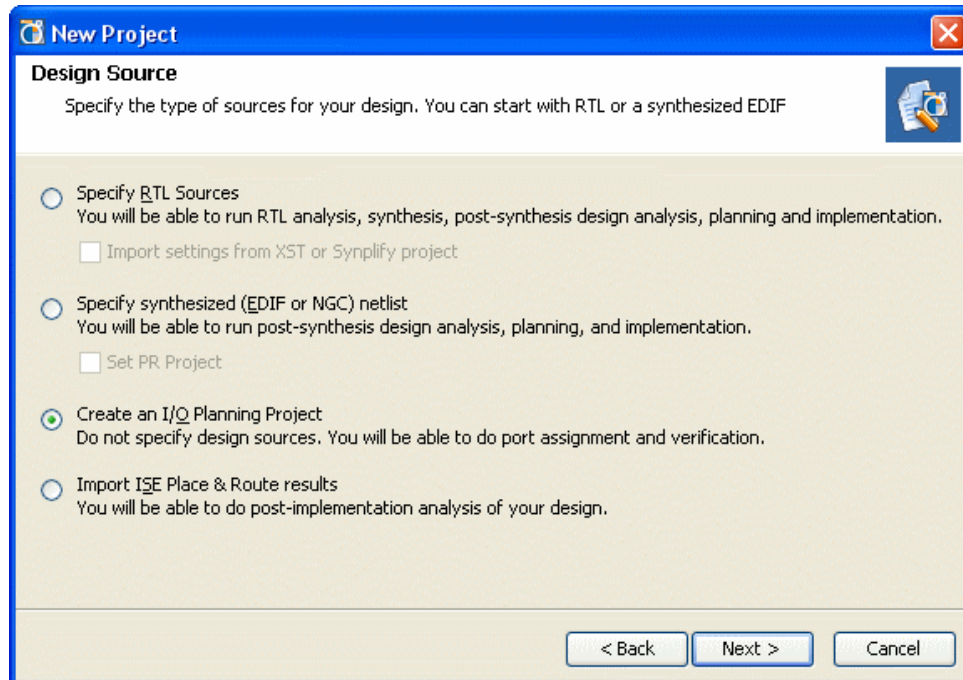 New Project
Design Source
Specify the type of sources for your design. You can start with RTL or a synthesized EDIF
Specify RTL Sources
You will be able to run RTL analysis, synthesis, post-synthesis design analysis, planning and implementation.
Import settings from XST or Synplify project
Specify synthesized (EDIF or NGC) netlist
You will be able to run post-synthesis design analysis, planning, and implementation.
Set PR Project
Create an I/O Planning Project
Do not specify design sources. You will be able to do port assignment and verification.
Import ISE Place & Route results
You will be able to do post-implementation analysis of your design.
< Back Next > Cancel